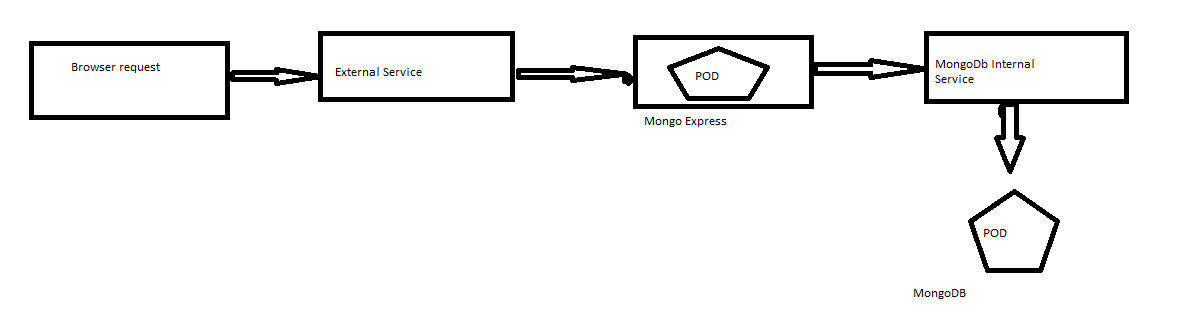 Browser request
External Service
POD
Mongo Express
MongoDb Internal
Service
POD
MongoDB